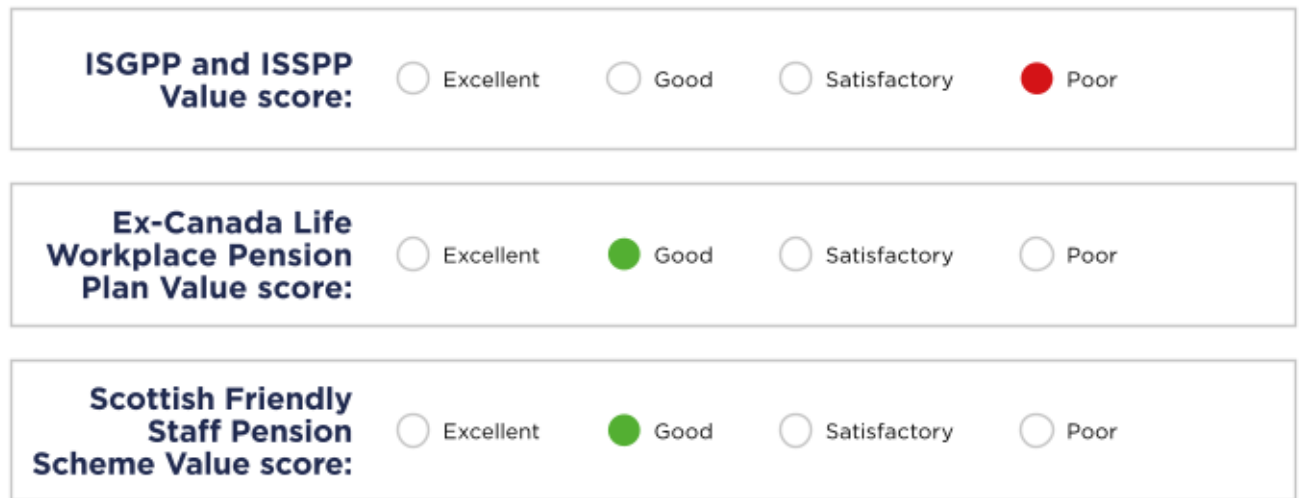 ISGPP and ISSPP
Value score:
Excellent Good Satisfactory Poor
Ex-Canada Life
Workplace Pension
Plan Value score:
Excellent Good Satisfactory Poor
Scottish Friendly
Staff Pension
Scheme Value score:
Excellent Good Satisfactory Poor